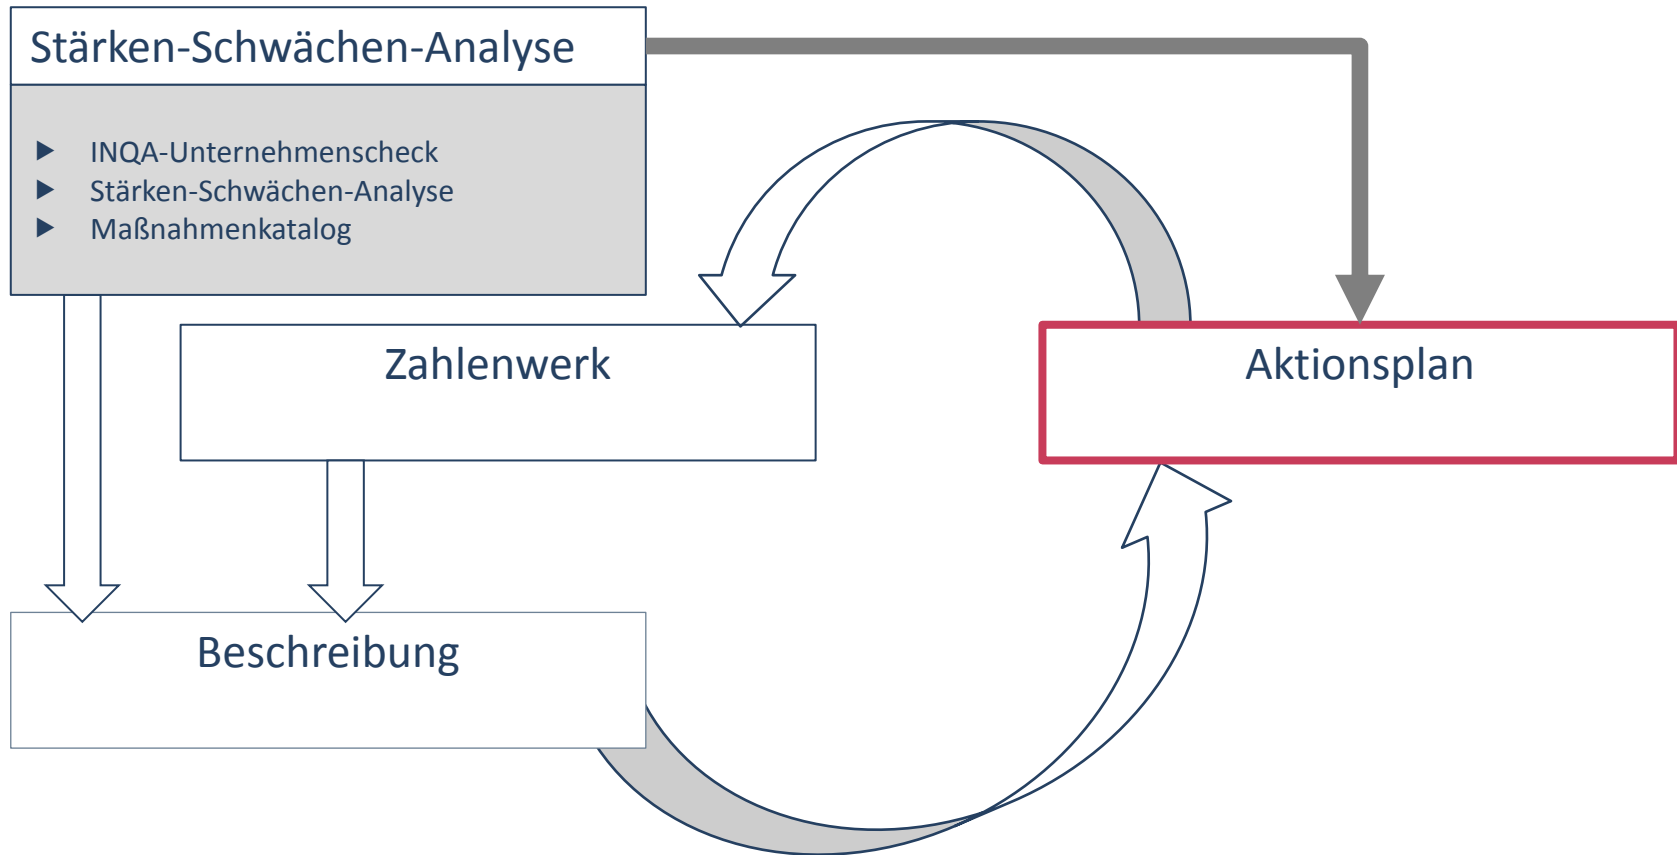 Stärken-Schwächen-Analyse
INQA-Unternehmenscheck
Stärken-Schwächen-Analyse
Maßnahmenkatalog
Zahlenwerk
Aktionsplan
Beschreibung